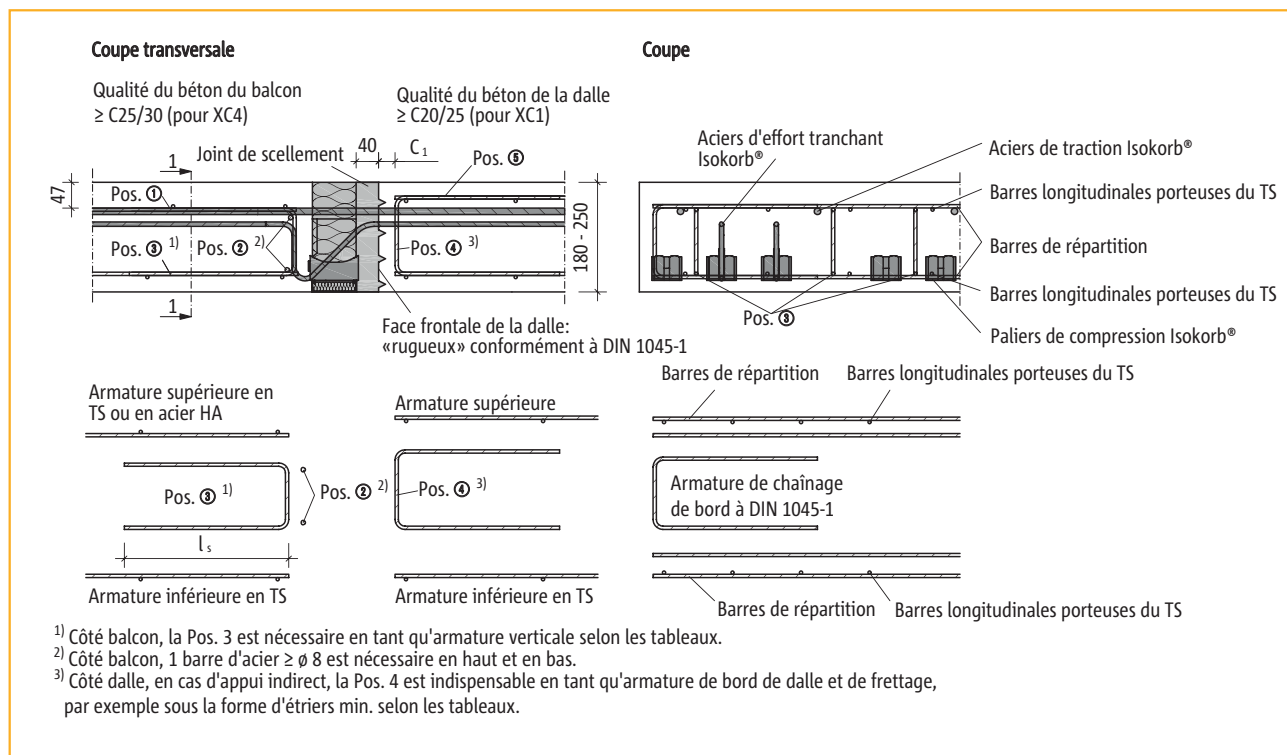 Coupe transversale
Coupe
Qualité du béton du balcon
≥ C25/30 (pour XC4)
Qualité du béton de la dalle
≥ C20/25 (pour XC1)
Joint de scellement
40
C₁
1
47
Pos. ①
Pos. ⑤
Pos. ③ ¹⁾
Pos. ② ²⁾
Pos. ④ ³⁾
180 - 250
1
Face frontale de la dalle:
«rugueux» conformément à DIN 1045-1
Aciers d'effort tranchant
Isokorb®
Aciers de traction Isokorb®
Barres longitudinales porteuses du TS
Barres de répartition
Barres longitudinales porteuses du TS
Pos. ③
Paliers de compression Isokorb®
Armature supérieure en
TS ou en acier HA
Armature supérieure
Barres de répartition
Barres longitudinales porteuses du TS
Pos. ③ ¹⁾
Pos. ② ²⁾
Pos. ④ ³⁾
Armature de chaînage
de bord à DIN 1045-1
l s
Armature inférieure en TS
Armature inférieure en TS
Barres de répartition
Barres longitudinales porteuses du TS
¹⁾ Côté balcon, la Pos. 3 est nécessaire en tant qu'armature verticale selon les tableaux.
²⁾ Côté balcon, 1 barre d'acier ≥ ø 8 est nécessaire en haut et en bas.
³⁾ Côté dalle, en cas d'appui indirect, la Pos. 4 est indispensable en tant qu'armature de bord de dalle et de frettage,
par exemple sous la forme d'étriers min. selon les tableaux.